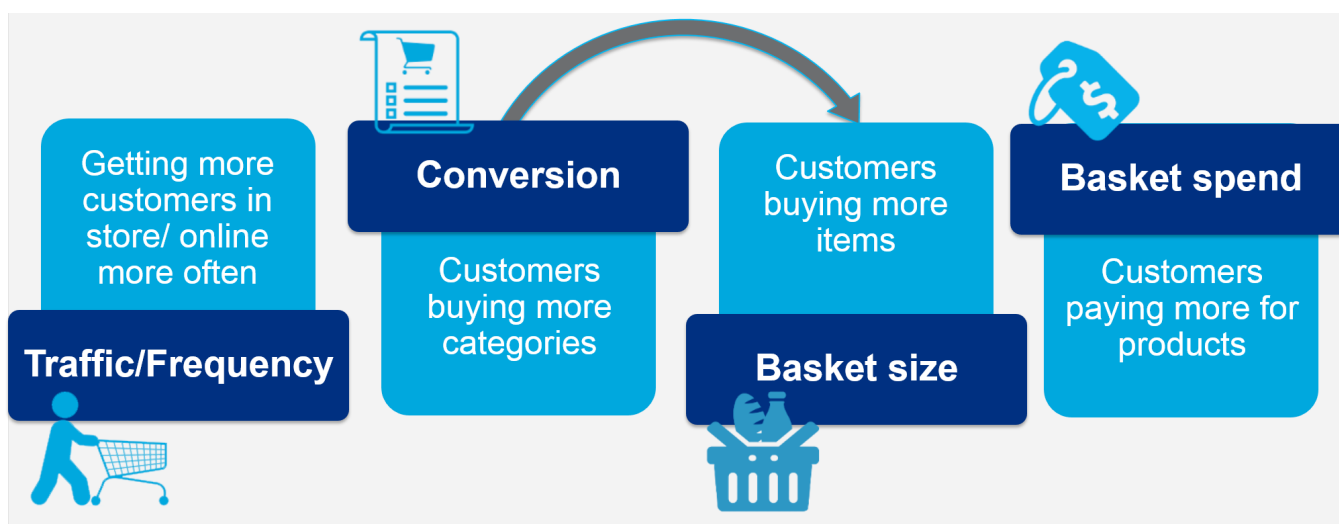 Getting more
customers in
store/ online
more often
Traffic/Frequency
Conversion
Customers
buying more
categories
Customers
buying more
items
Basket size
Basket spend
Customers
paying more for
products
$